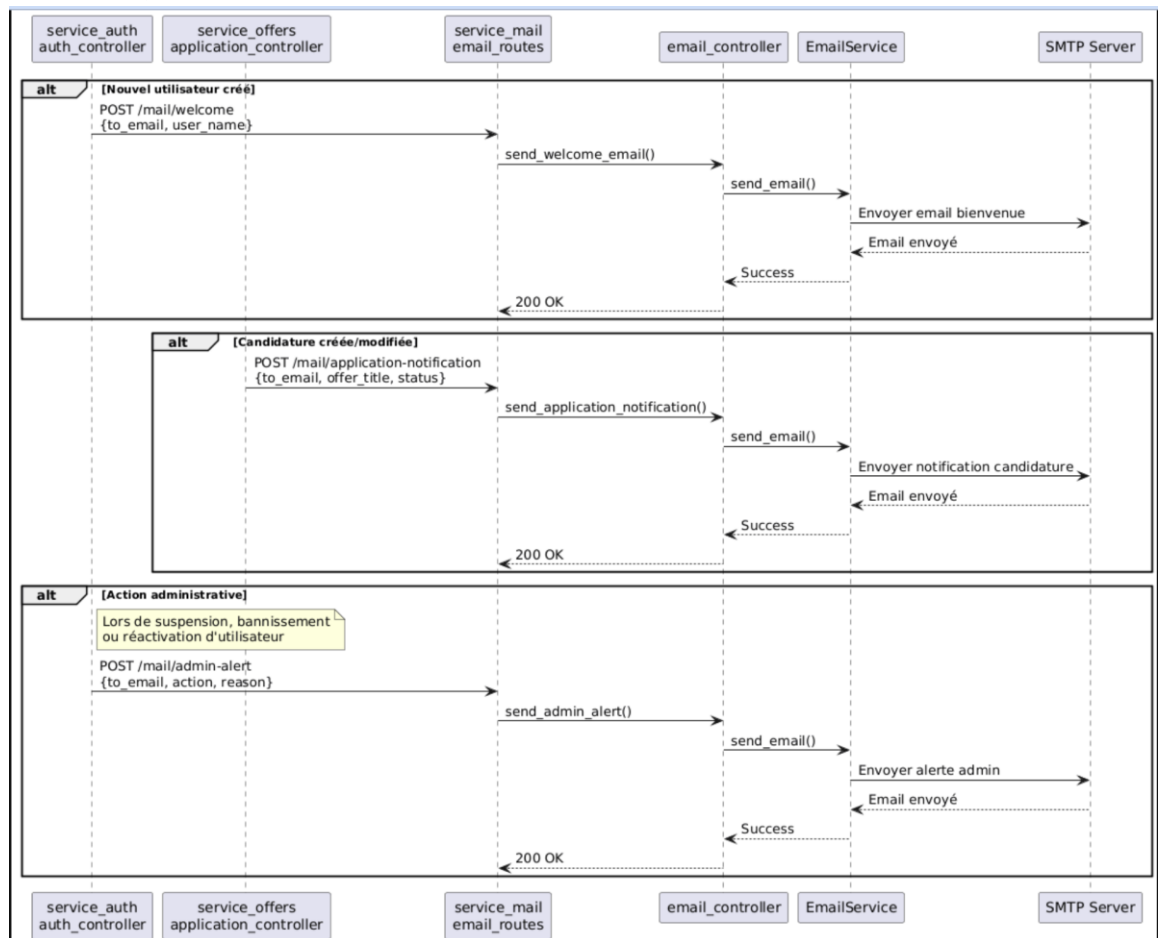 service_auth
auth_controller
service_offers
application_controller
service_mail
email_routes
email_controller
EmailService
SMTP Server
alt
[Nouvel utilisateur créé]
POST /mail/welcome
{to_email, user_name}
send_welcome_email()
send_email()
Envoyer email bienvenue
Email envoyé
Success
200 OK
alt
[Candidature créée/modifiée]
POST /mail/application-notification
{to_email, offer_title, status}
send_application_notification()
send_email()
Envoyer notification candidature
Email envoyé
Success
200 OK
alt
[Action administrative]
Lors de suspension, bannissement
ou réactivation d'utilisateur
POST /mail/admin-alert
{to_email, action, reason}
send_admin_alert()
send_email()
Envoyer alerte admin
Email envoyé
Success
200 OK
service_auth
auth_controller
service_offers
application_controller
service_mail
email_routes
email_controller
EmailService
SMTP Server